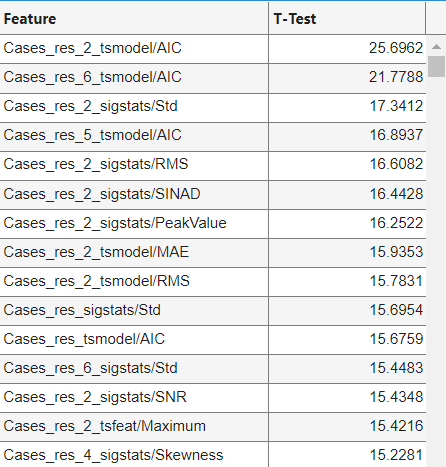 Feature T-Test
Cases_res_2_tsmodel/AIC 25.6962
Cases_res_6_tsmodel/AIC 21.7788
Cases_res_2_sigstats/Std 17.3412
Cases_res_5_tsmodel/AIC 16.8937
Cases_res_2_sigstats/RMS 16.6082
Cases_res_2_sigstats/SINAD 16.4428
Cases_res_2_sigstats/PeakValue 16.2522
Cases_res_2_tsmodel/MAE 15.9353
Cases_res_2_tsmodel/RMS 15.7831
Cases_res_sigstats/Std 15.6954
Cases_res_tsmodel/AIC 15.6759
Cases_res_6_sigstats/Std 15.4483
Cases_res_2_sigstats/SNR 15.4348
Cases_res_2_tsfeat/Maximum 15.4216
Cases_res_4_sigstats/Skewness 15.2281